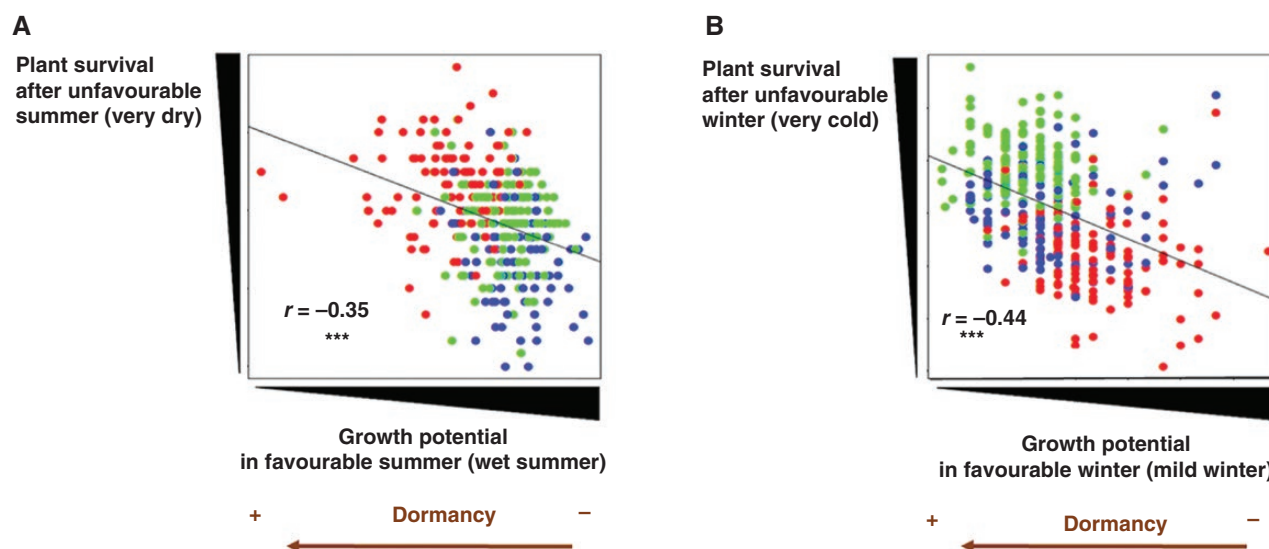 A
Plant survival
after unfavourable
summer (very dry)
r = –0.35
***
Growth potential
in favourable summer (wet summer)
+ Dormancy –
B
Plant survival
after unfavourable
winter (very cold)
r = –0.44
***
Growth potential
in favourable winter (mild winter)
+ Dormancy –